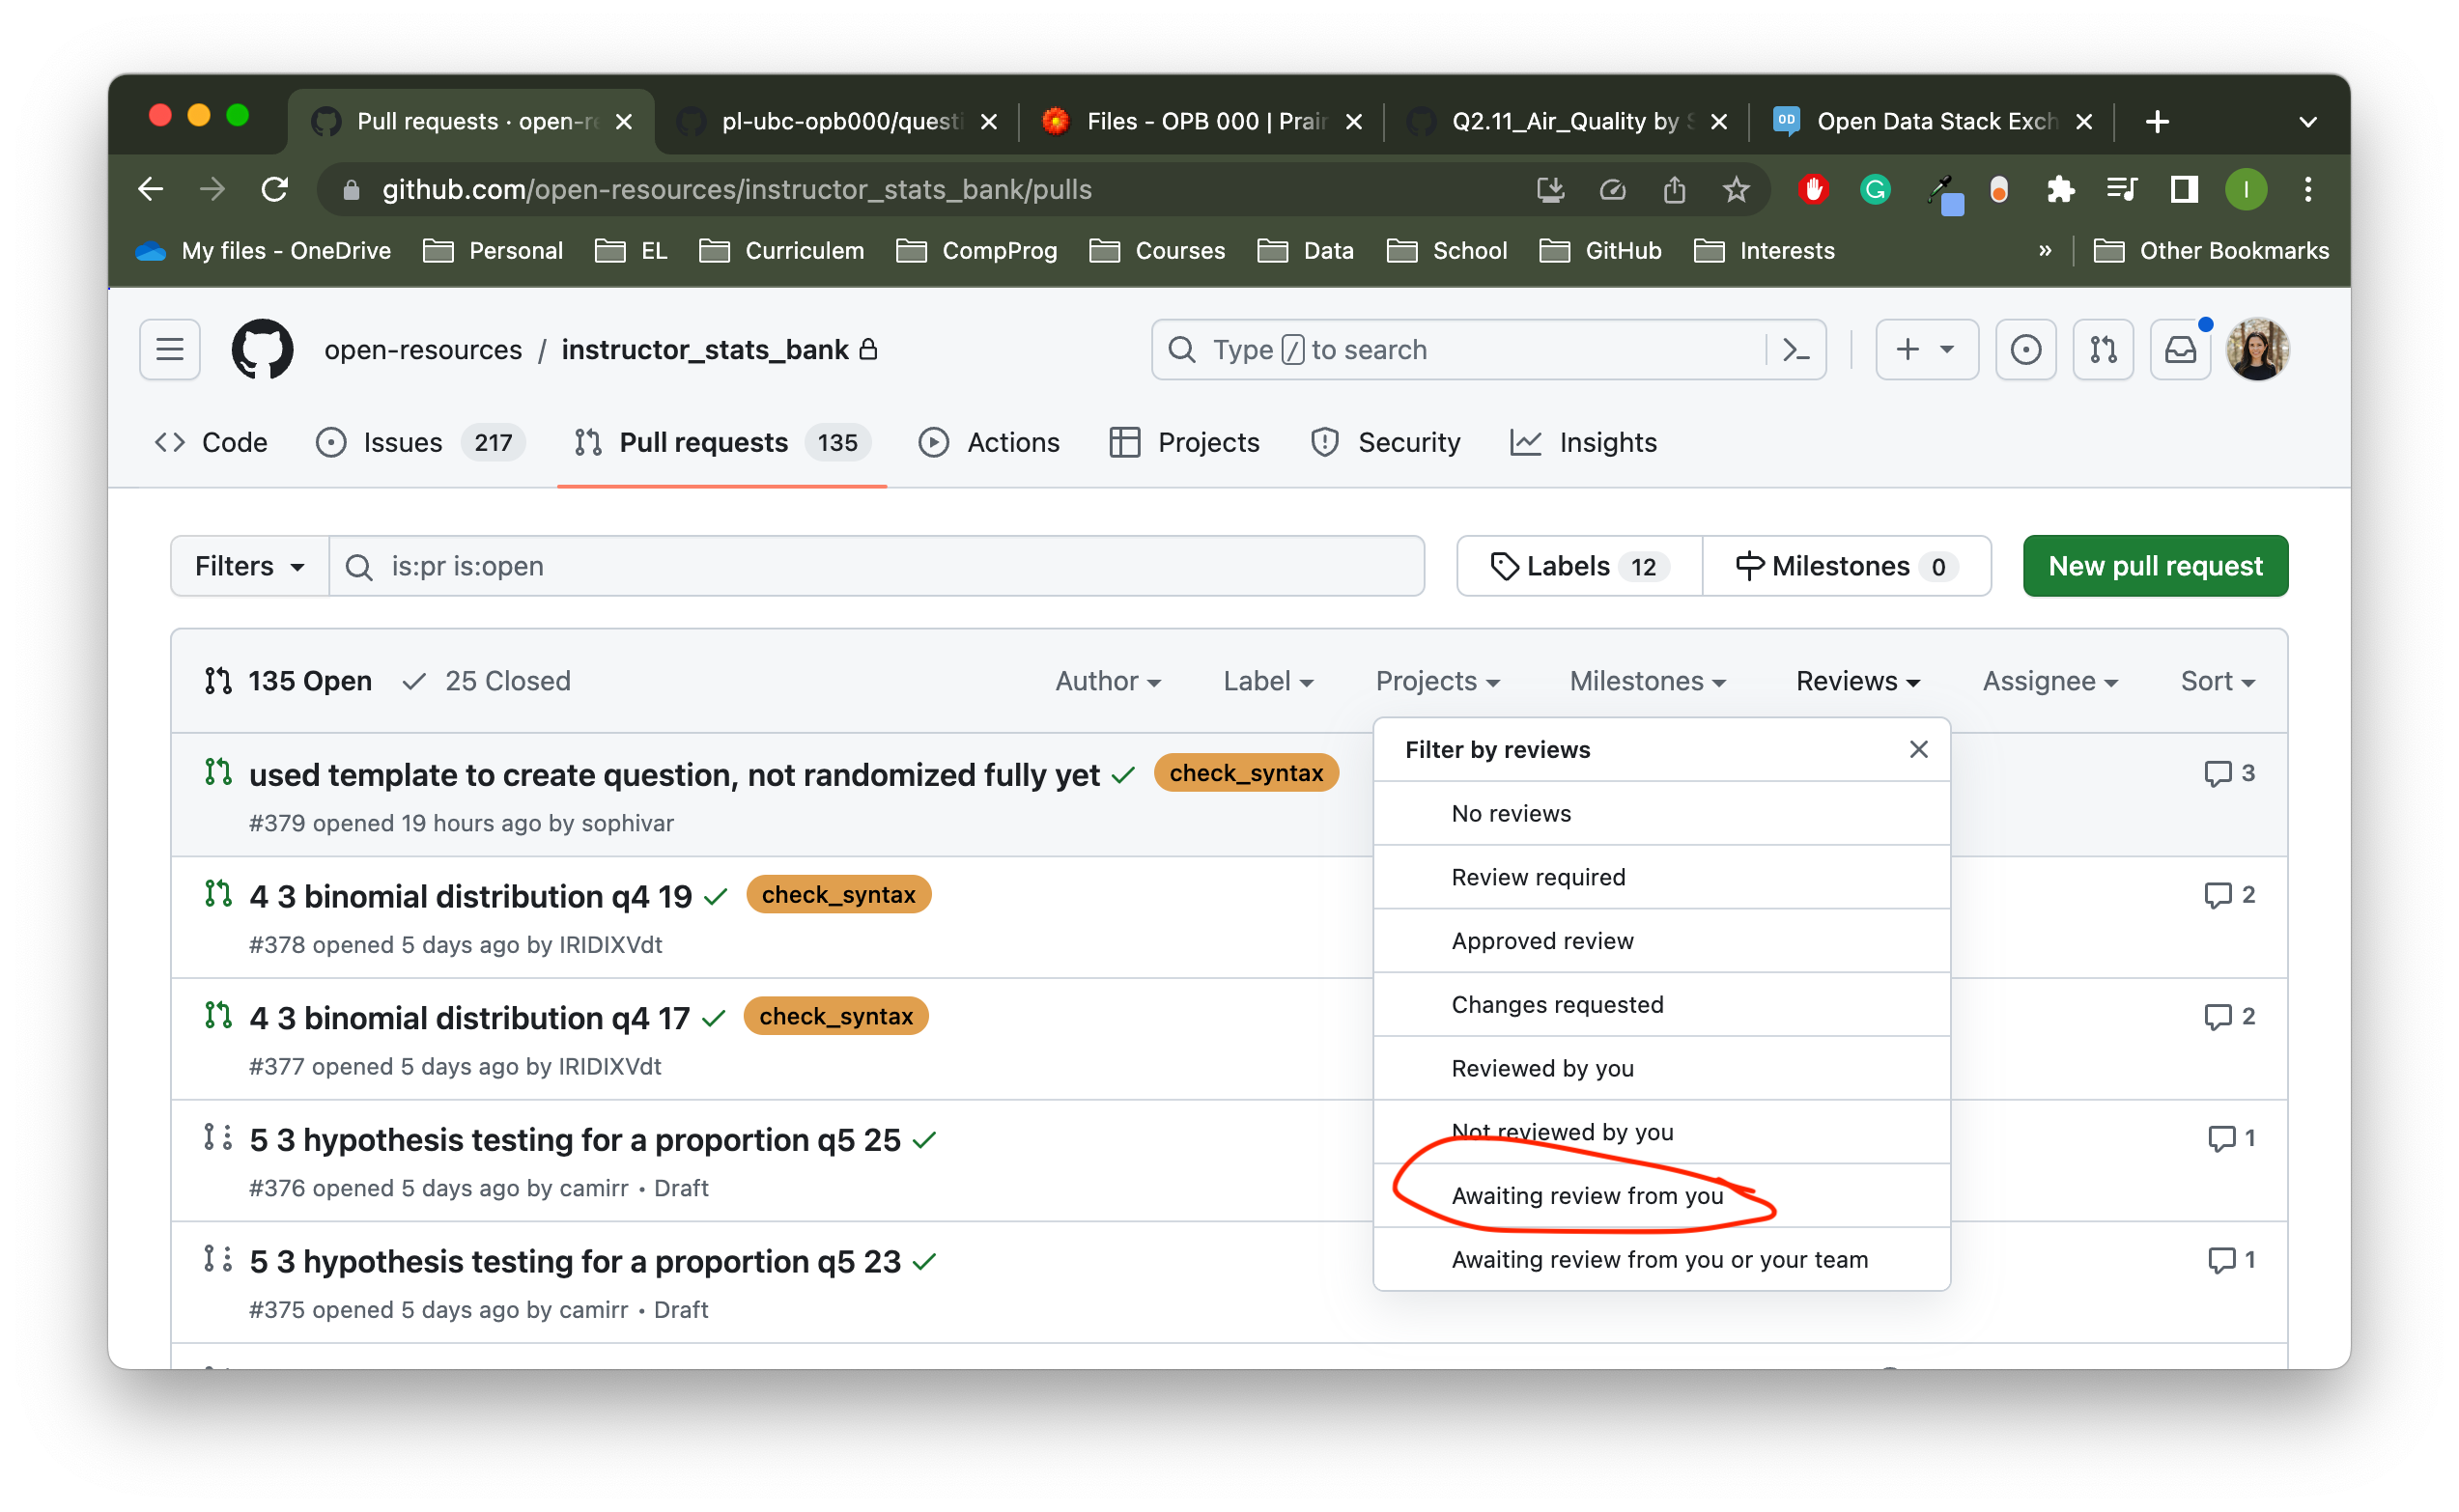 Pull requests · open-re
pl-ubc-opb000/questi
Files - OPB 000 | Prair
Q2.11_Air_Quality by S
Open Data Stack Exch
github.com/open-resources/instructor_stats_bank/pulls
I
My files - OneDrive
Personal
EL
Curriculem
CompProg
Courses
Data
School
GitHub
Interests
»
Other Bookmarks
open-resources / instructor_stats_bank
Type / to search
Code
Issues 217
Pull requests 135
Actions
Projects
Security
Insights
Filters
is:pr is:open
Labels 12
Milestones 0
New pull request
135 Open
25 Closed
Author
Label
Projects
Milestones
Reviews
Assignee
Sort
used template to create question, not randomized fully yet
check_syntax
3
#379 opened 19 hours ago by sophivar
4 3 binomial distribution q4 19
check_syntax
2
#378 opened 5 days ago by IRIDIXVdt
4 3 binomial distribution q4 17
check_syntax
2
#377 opened 5 days ago by IRIDIXVdt
5 3 hypothesis testing for a proportion q5 25
1
#376 opened 5 days ago by camirr • Draft
5 3 hypothesis testing for a proportion q5 23
1
#375 opened 5 days ago by camirr • Draft
Filter by reviews
No reviews
Review required
Approved review
Changes requested
Reviewed by you
Not reviewed by you
Awaiting review from you
Awaiting review from you or your team